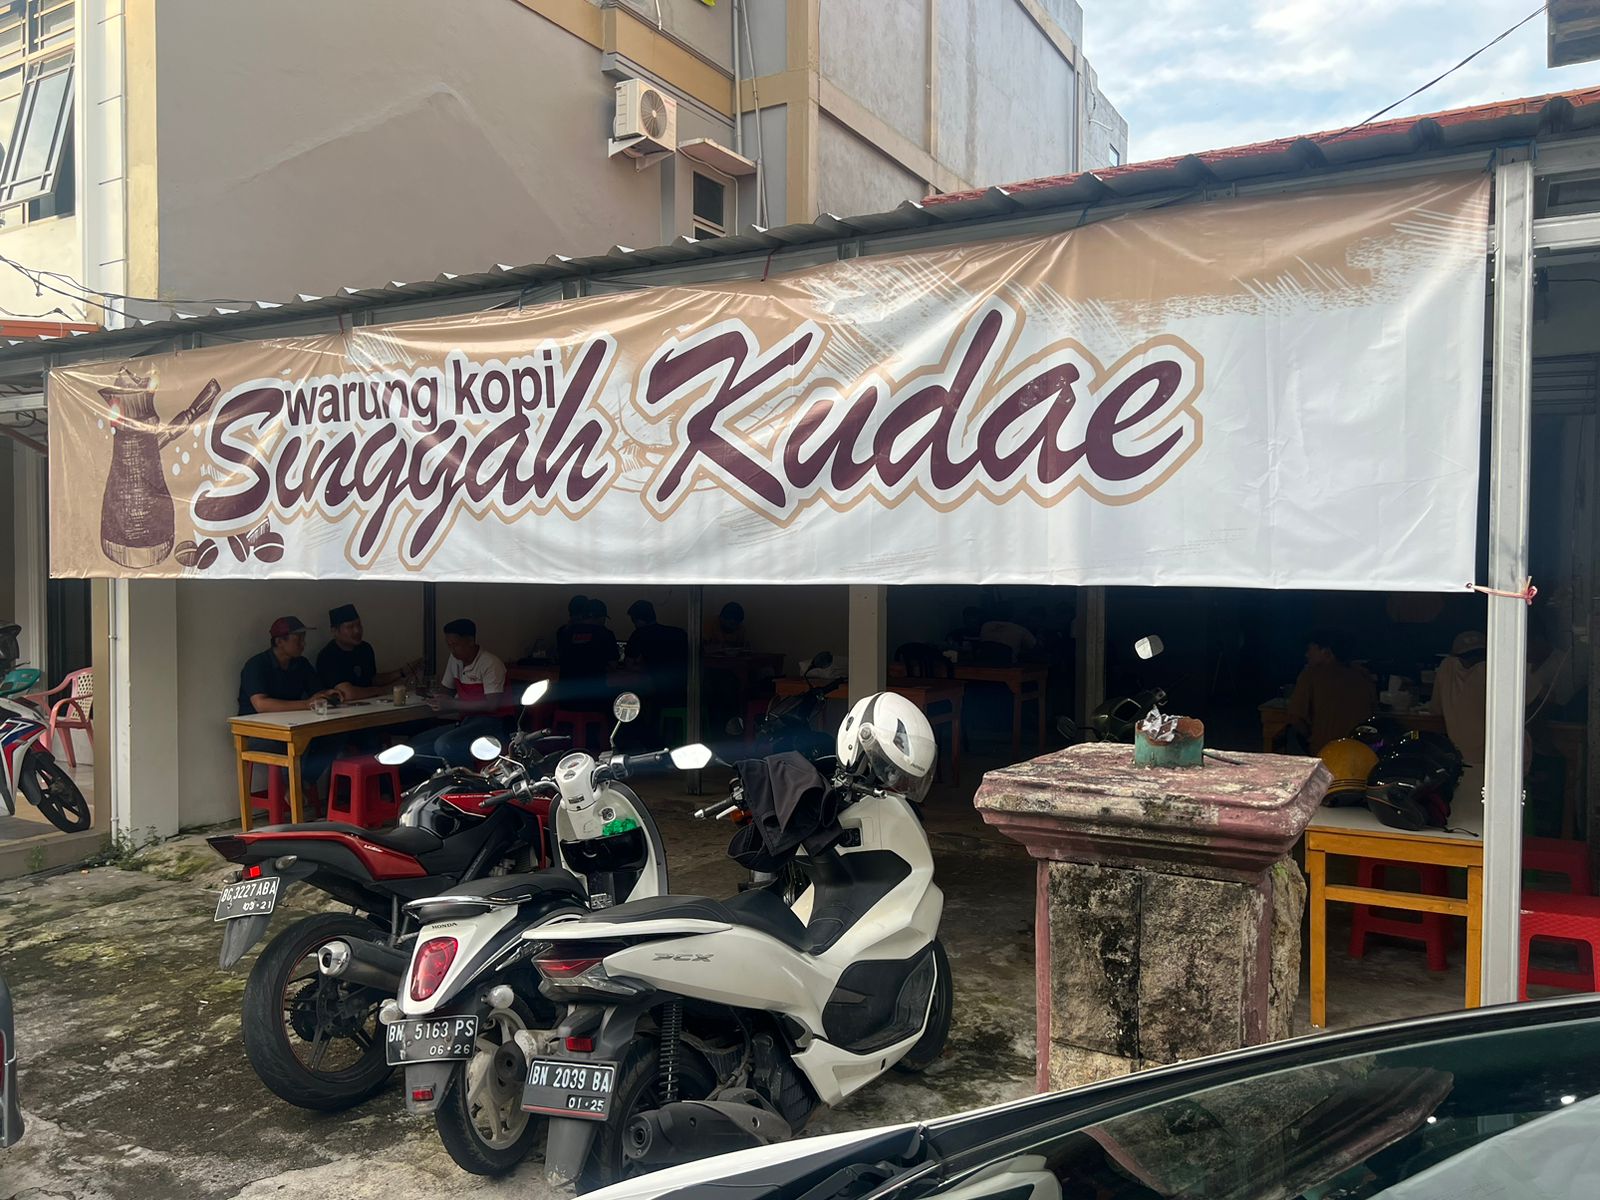 warung kopi
Singgah Kudae
BG 3227 ABA
03·21
HONDA
BN 5163 PS
06·26
PCX
BN 2039 BA
01·25